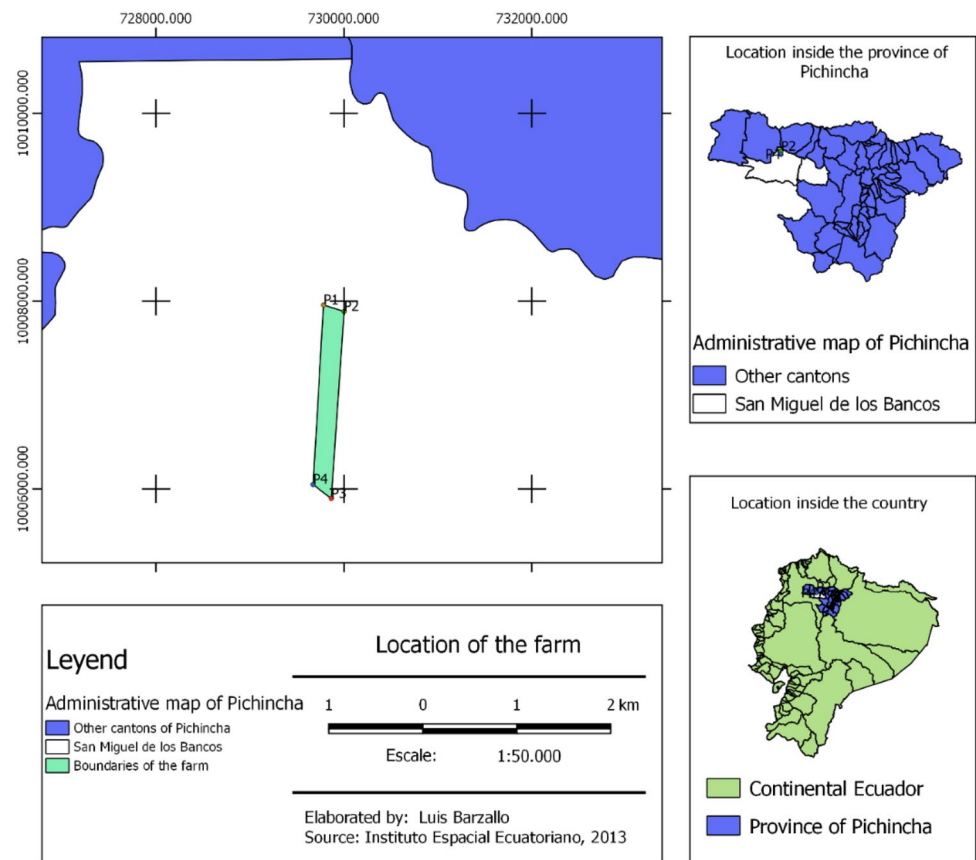 728000.000
730000.000
732000.000
10010000.000
10008000.000
10006000.000
P1
P2
P4
P3
Location inside the province of
Pichincha
P2
Administrative map of Pichincha
Other cantons
San Miguel de los Bancos
Location inside the country
Continental Ecuador
Province of Pichincha
Leyend
Administrative map of Pichincha
Other cantons of Pichincha
San Miguel de los Bancos
Boundaries of the farm
Location of the farm
1 0 1 2 km
Escale: 1:50.000
Elaborated by: Luis Barzallo
Source: Instituto Espacial Ecuatoriano, 2013